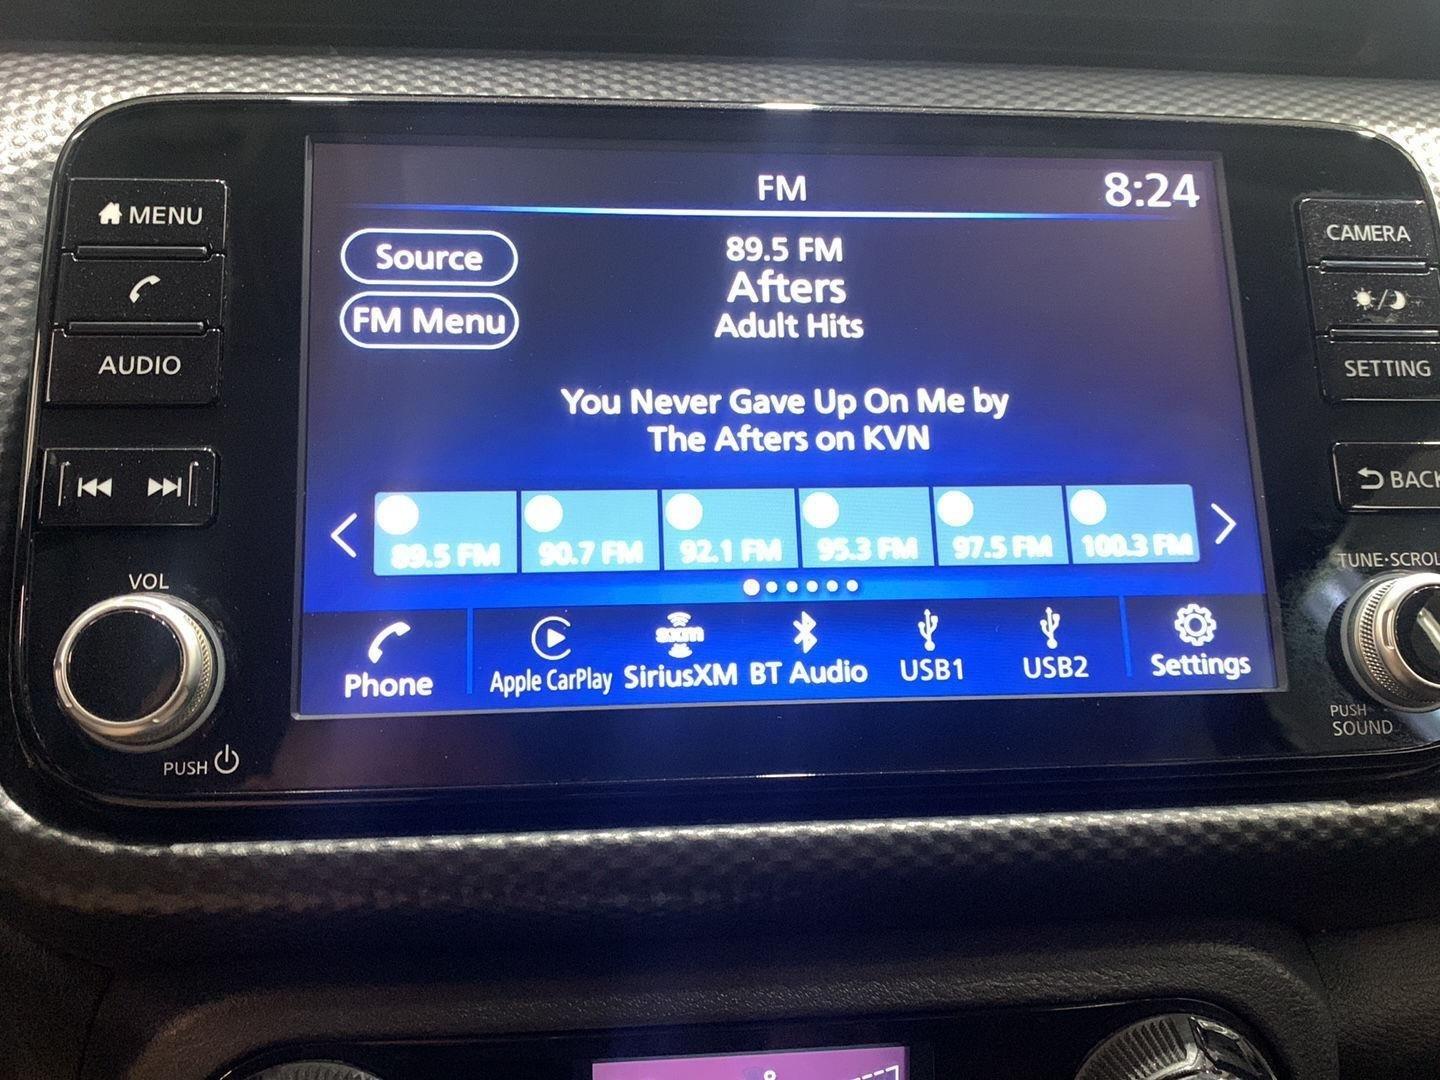 MENU
AUDIO
VOL
PUSH
FM
8:24
Source
FM Menu
89.5 FM
Afters
Adult Hits
You Never Gave Up On Me by
The Afters on KVN
89.5 FM
90.7 FM
92.1 FM
95.3 FM
97.5 FM
100.3 FM
Phone
Apple CarPlay
sxm
SiriusXM
BT Audio
USB1
USB2
Settings
CAMERA
SETTING
BACK
TUNE·SCROLL
PUSH
SOUND